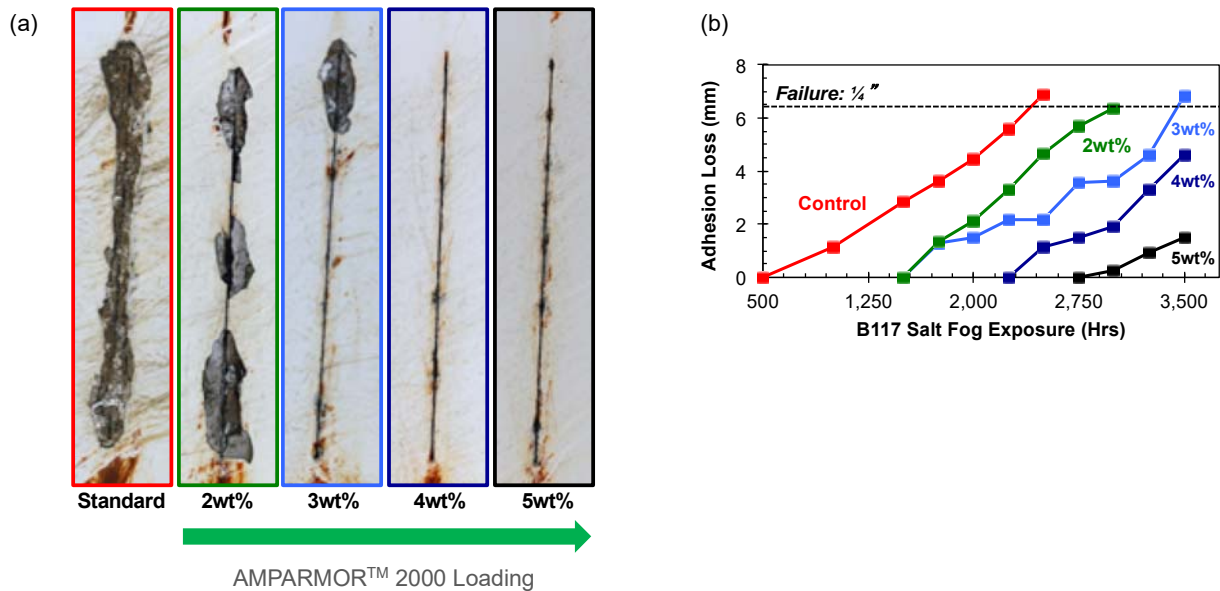 (a)
Standard
2wt%
3wt%
4wt%
5wt%
AMPARMOR™ 2000 Loading
(b)
8
6
4
2
0
Adhesion Loss (mm)
Failure: ¼”
Control
2wt%
3wt%
4wt%
5wt%
500
1,250
2,000
2,750
3,500
B117 Salt Fog Exposure (Hrs)